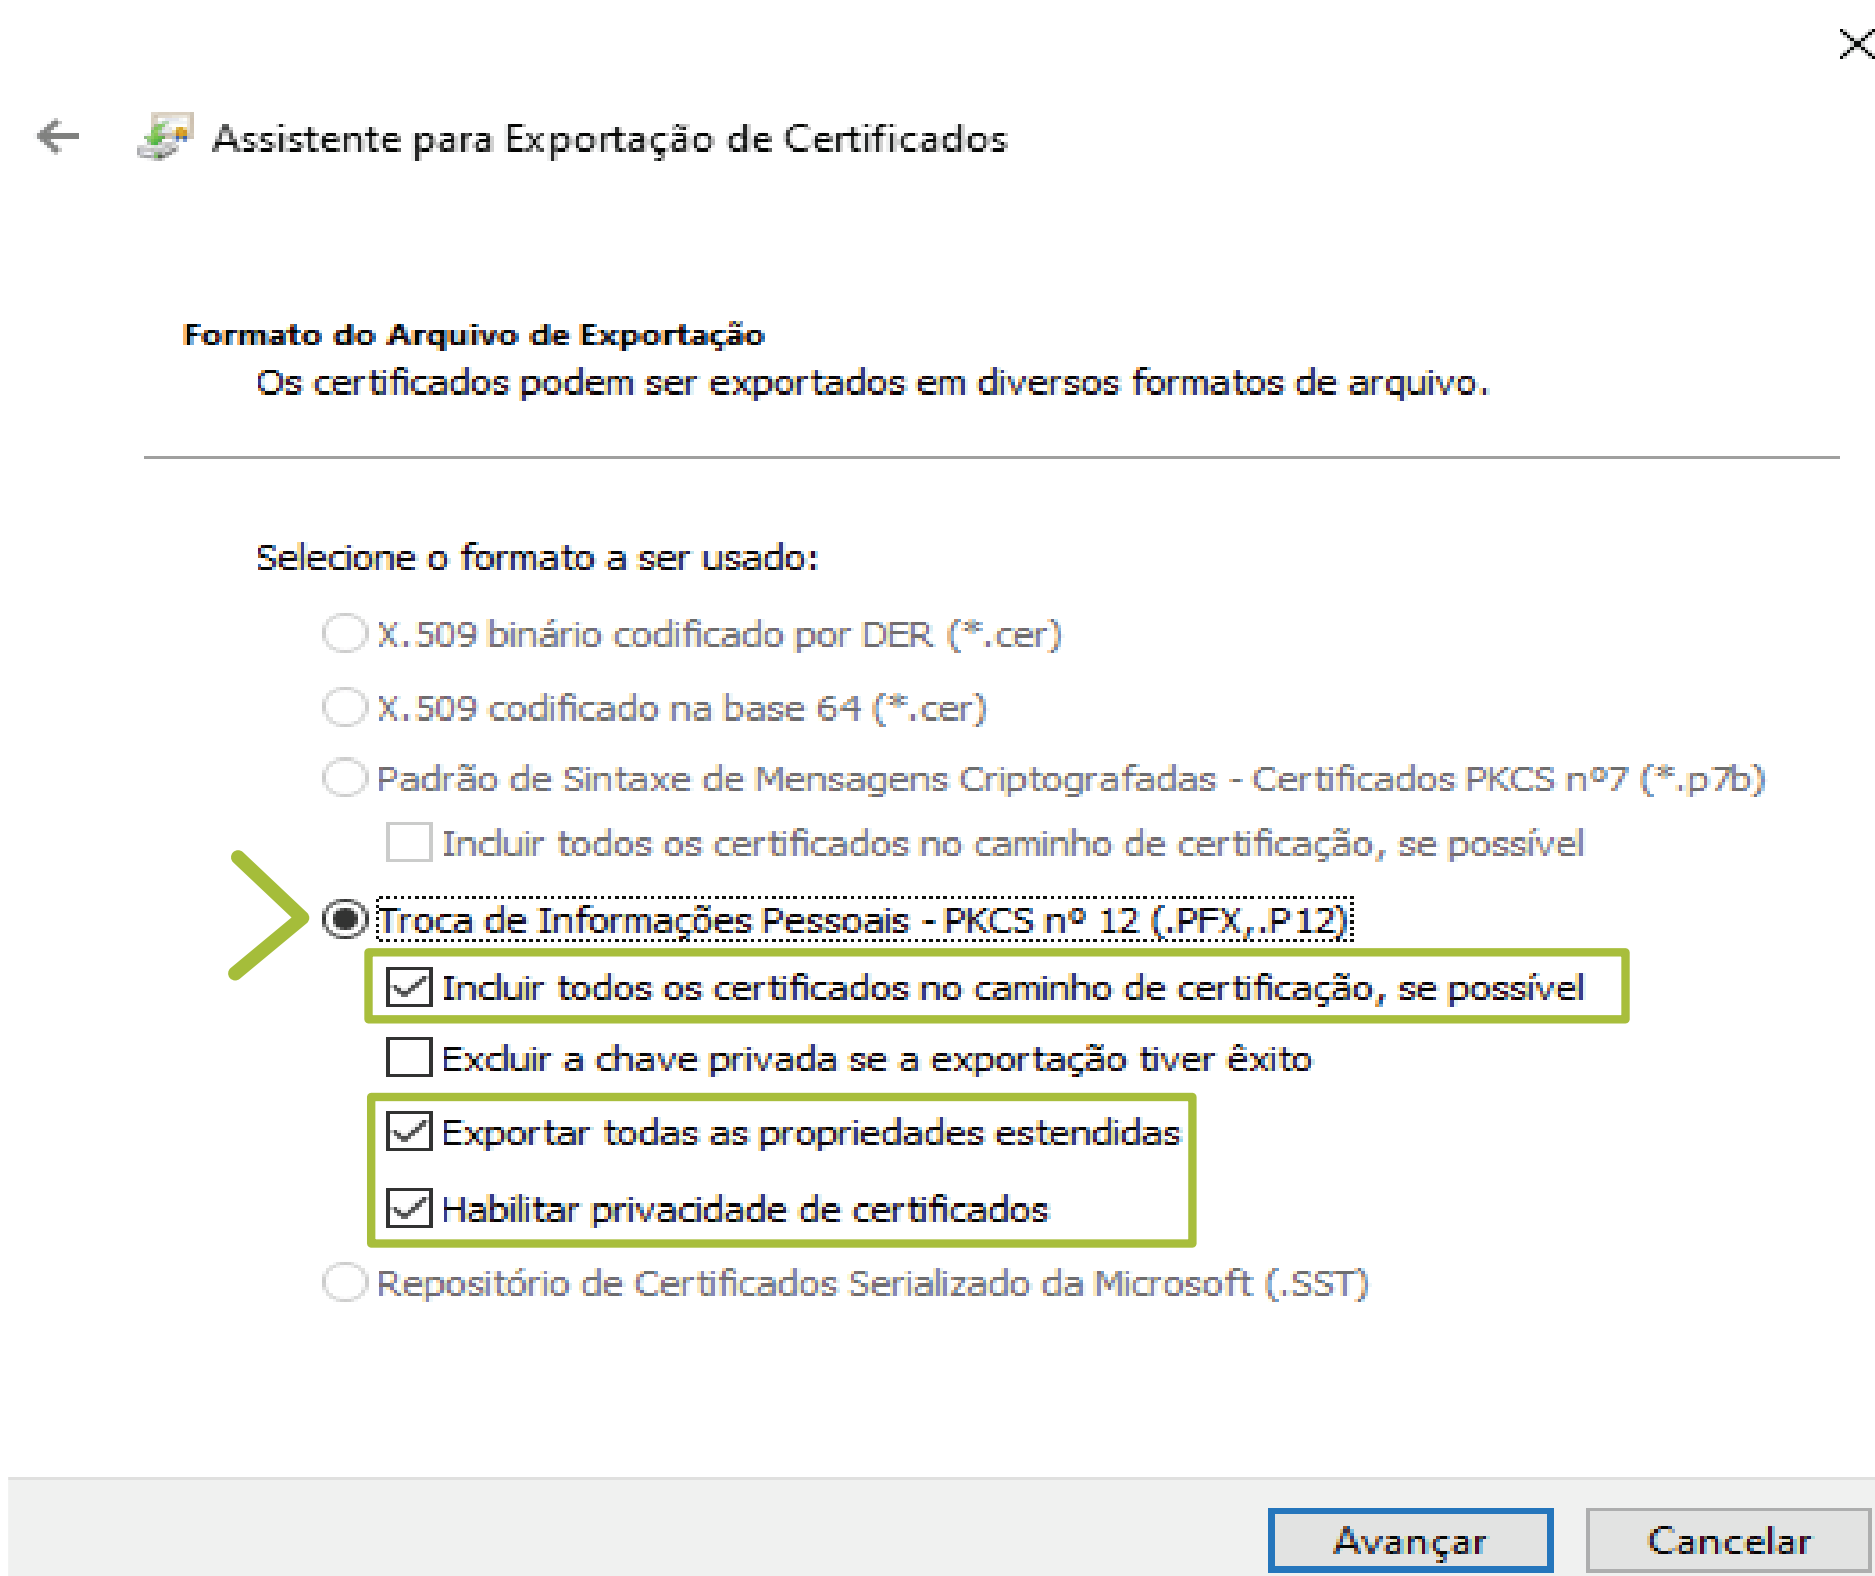 Assistente para Exportação de Certificados
Formato do Arquivo de Exportação
Os certificados podem ser exportados em diversos formatos de arquivo.
Selecione o formato a ser usado:
X.509 binário codificado por DER (*.cer)
X.509 codificado na base 64 (*.cer)
Padrão de Sintaxe de Mensagens Criptografadas - Certificados PKCS nº7 (*.p7b)
Incluir todos os certificados no caminho de certificação, se possível
Troca de Informações Pessoais - PKCS nº 12 (.PFX,.P12)
Incluir todos os certificados no caminho de certificação, se possível
Excluir a chave privada se a exportação tiver êxito
Exportar todas as propriedades estendidas
Habilitar privacidade de certificados
Repositório de Certificados Serializado da Microsoft (.SST)
Avançar Cancelar